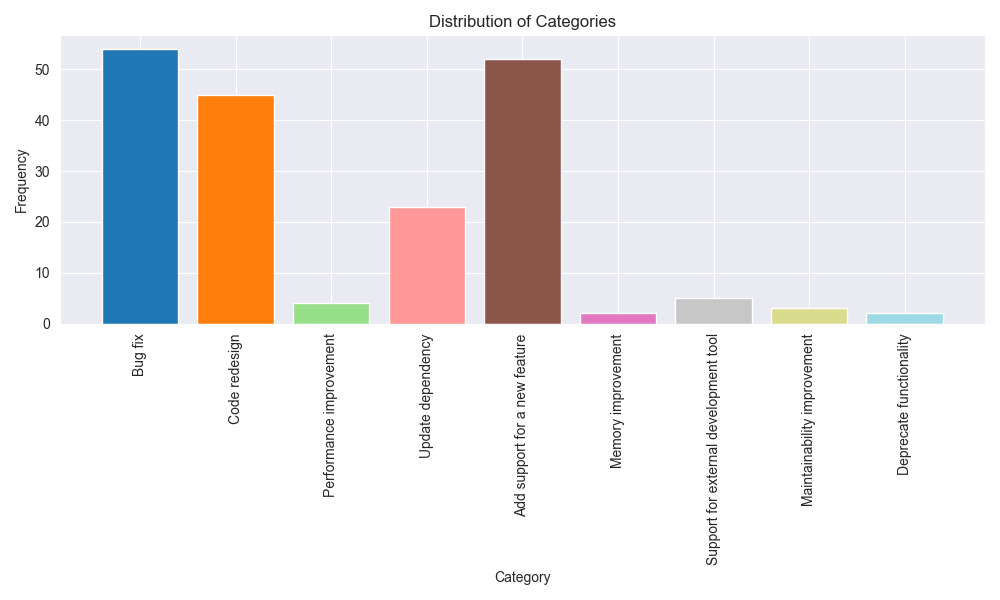 Distribution of Categories
Frequency
50
40
30
20
10
0
Bug fix
Code redesign
Performance improvement
Update dependency
Add support for a new feature
Memory improvement
Support for external development tool
Maintainability improvement
Deprecate functionality
Category